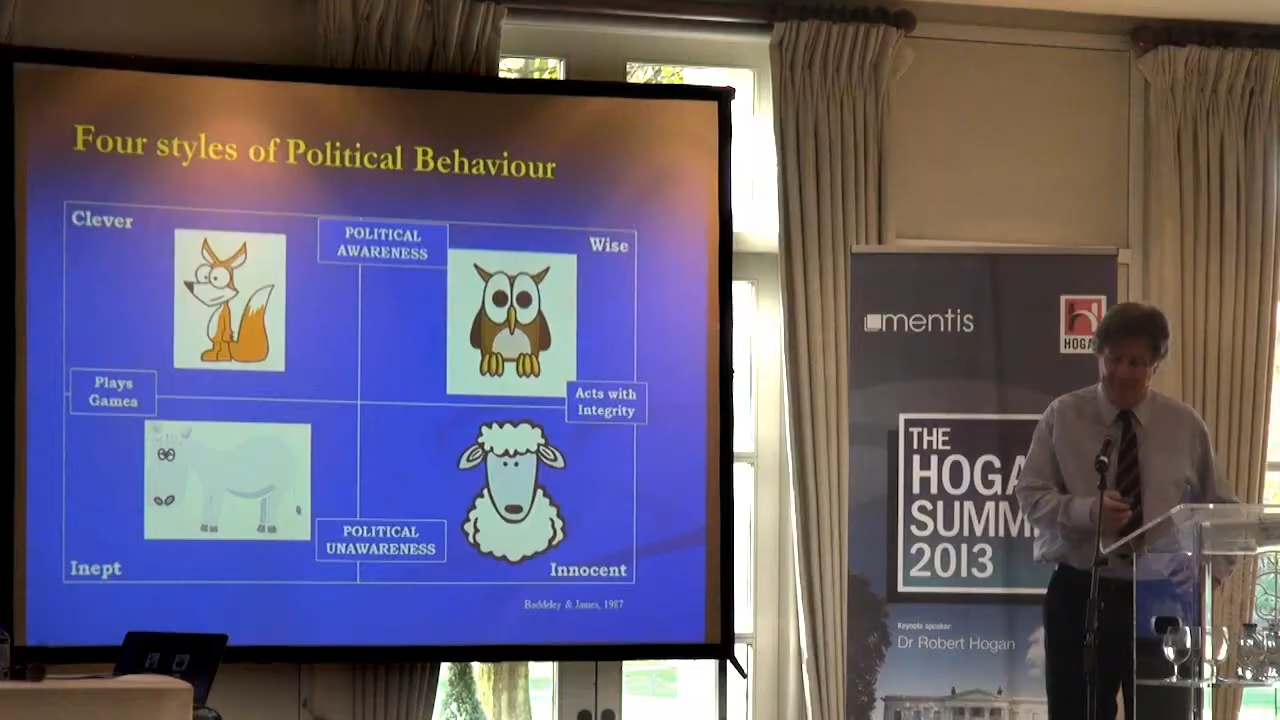 Four styles of Political Behaviour
Clever
POLITICAL
AWARENESS
Wise
Plays
Games
Acts with
Integrity
POLITICAL
UNAWARENESS
Inept
Innocent
Baddeley & James, 1987
mentis
THE
SUMM
2013
Keynote speaker:
Dr Robert Hogan